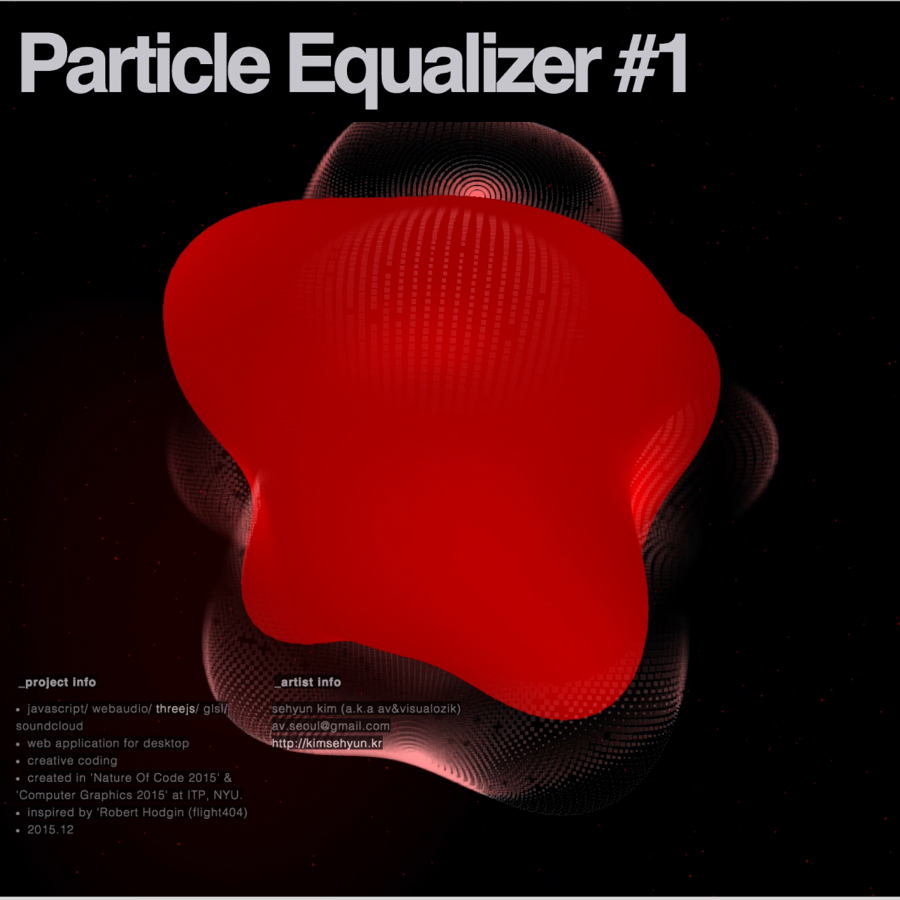 Particle Equalizer #1
_project info
• javascript/ webaudio/ threejs/ glsl/
soundcloud
• web application for desktop
• creative coding
• created in 'Nature Of Code 2015' &
'Computer Graphics 2015' at ITP, NYU.
• inspired by 'Robert Hodgin (flight404)
• 2015.12
_artist info
sehyun kim (a.k.a av&visualozik)
av.seoul@gmail.com
http://kimsehyun.kr